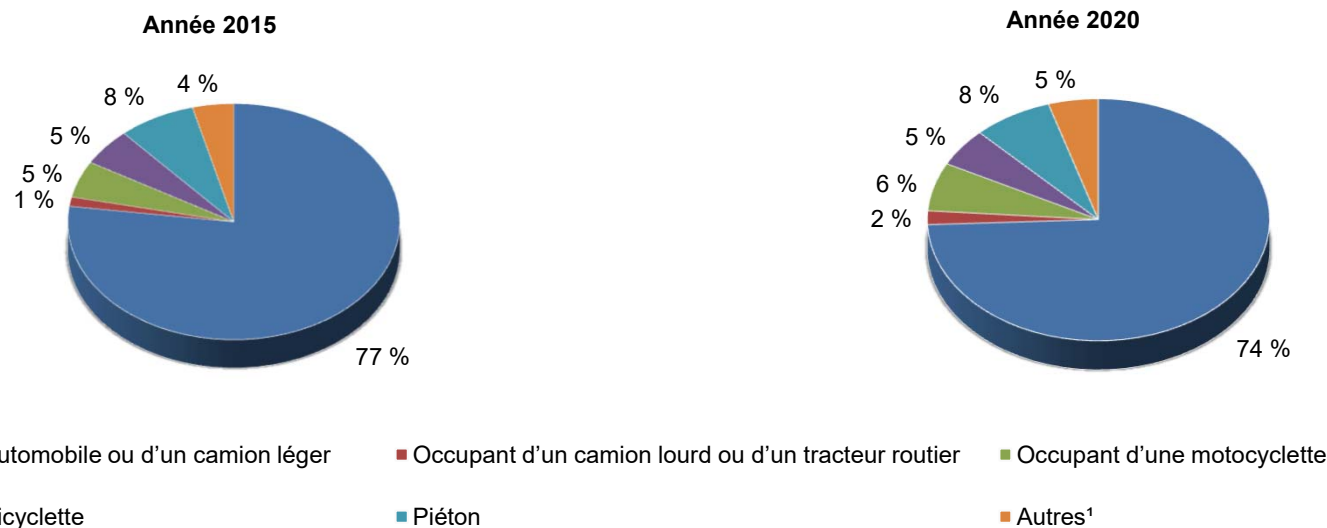 Année 2015
Année 2020
4 %
8 %
5 %
5 %
1 %
77 %
5 %
8 %
5 %
6 %
2 %
74 %
utomobile ou d’un camion léger
Occupant d’un camion lourd ou d’un tracteur routier
Occupant d’une motocyclette
icyclette
Piéton
Autres¹